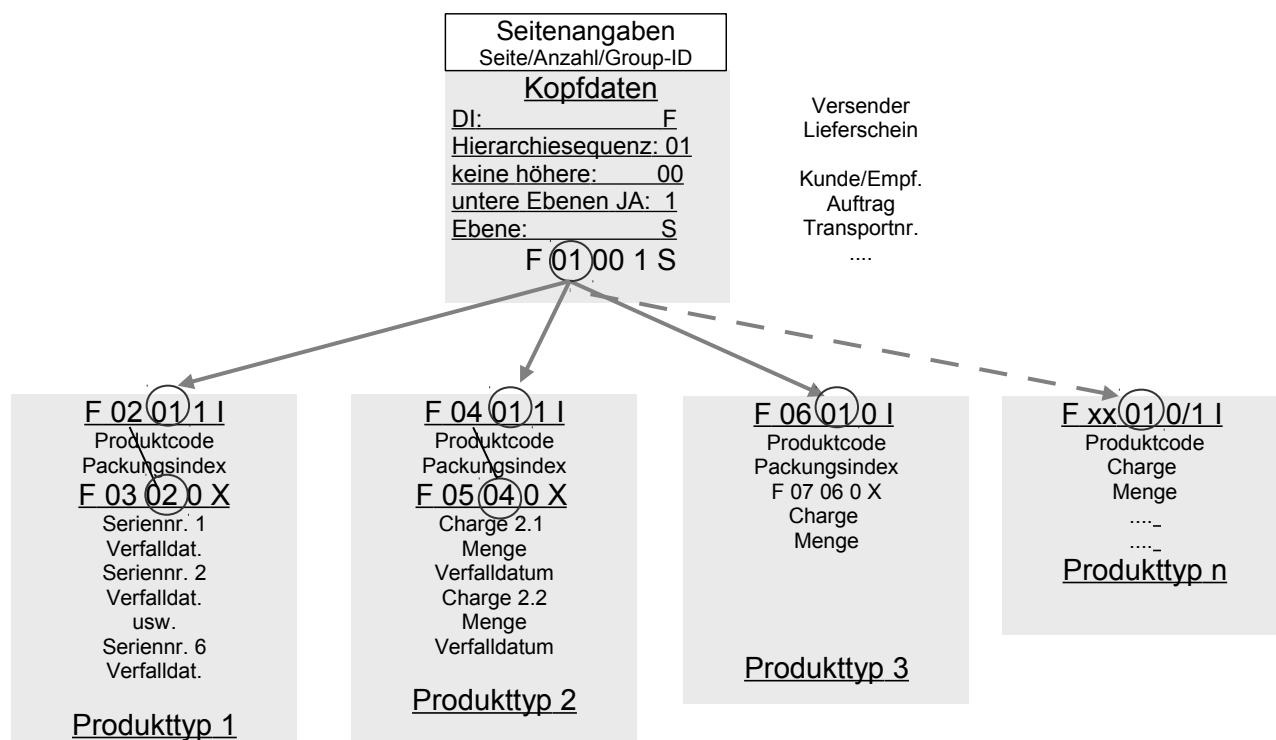 Seitenangaben
Seite/Anzahl/Group-ID
Kopfdaten
DI: F
Hierarchiesequenz: 01
keine höhere: 00
untere Ebenen JA: 1
Ebene: S
F 01 00 1 S
Versender
Lieferschein
Kunde/Empf.
Auftrag
Transportnr.
....
F 02 01 1 I
Produktcode
Packungsindex
F 03 02 0 X
Seriennr. 1
Verfalldat.
Seriennr. 2
Verfalldat.
usw.
Seriennr. 6
Verfalldat.
Produkttyp 1
F 04 01 1 I
Produktcode
Packungsindex
F 05 04 0 X
Charge 2.1
Menge
Verfalldatum
Charge 2.2
Menge
Verfalldatum
Produkttyp 2
F 06 01 0 I
Produktcode
Packungsindex
F 07 06 0 X
Charge
Menge
Produkttyp 3
F xx 01 0/1 I
Produktcode
Charge
Menge
....
....
Produkttyp n